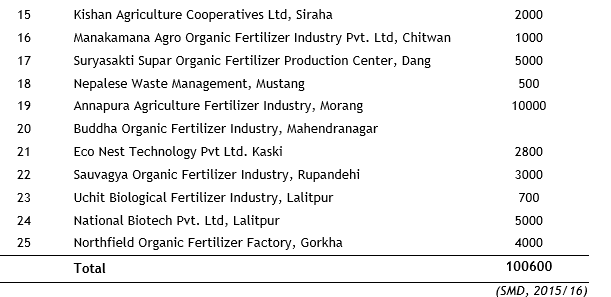 15 Kishan Agriculture Cooperatives Ltd, Siraha 2000
16 Manakamana Agro Organic Fertilizer Industry Pvt. Ltd, Chitwan 1000
17 Suryasakti Supar Organic Fertilizer Production Center, Dang 5000
18 Nepalese Waste Management, Mustang 500
19 Annapura Agriculture Fertilizer Industry, Morang 10000
20 Buddha Organic Fertilizer Industry, Mahendranagar
21 Eco Nest Technology Pvt Ltd. Kaski 2800
22 Sauvagya Organic Fertilizer Industry, Rupandehi 3000
23 Uchit Biological Fertilizer Industry, Lalitpur 700
24 National Biotech Pvt. Ltd, Lalitpur 5000
25 Northfield Organic Fertilizer Factory, Gorkha 4000
Total 100600
(SMD, 2015/16)